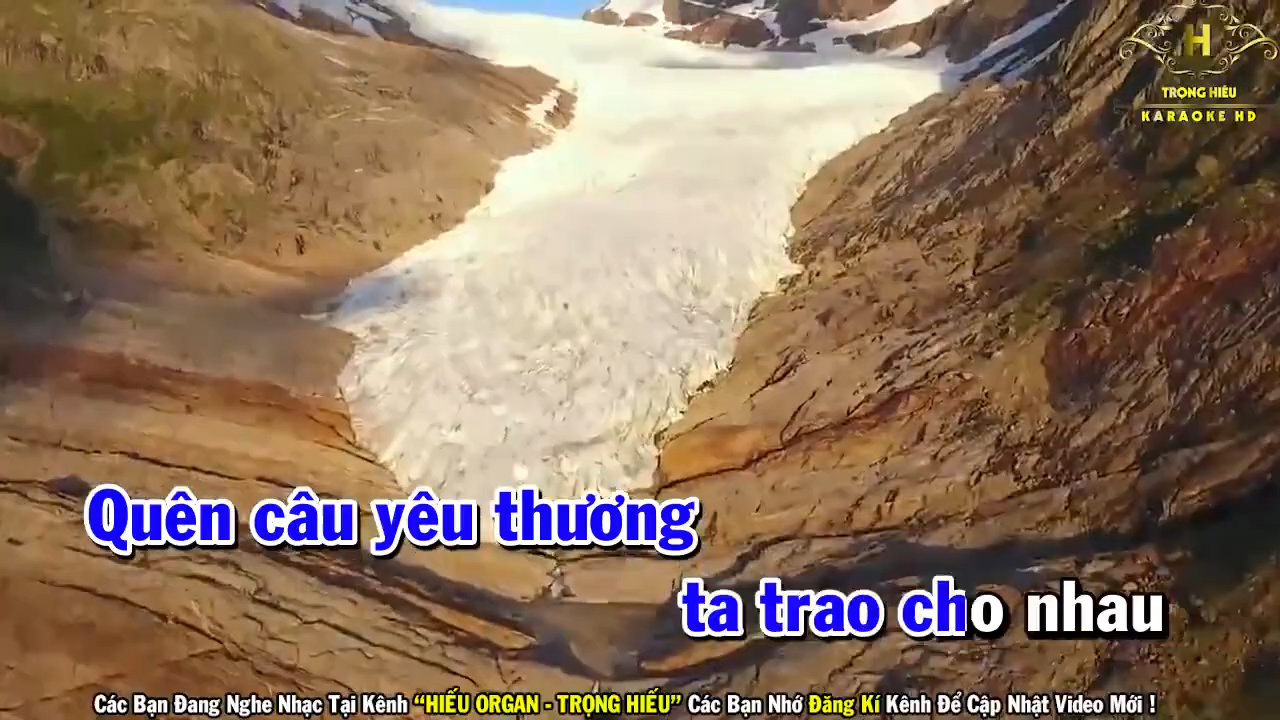 H
TRỌNG HIẾU
KARAOKE HD
Quên câu yêu thương
ta trao cho nhau
Các Bạn Đang Nghe Nhạc Tại Kênh “HIẾU ORGAN - TRỌNG HIẾU” Các Bạn Nhớ Đăng Kí Kênh Để Cập Nhật Video Mới !